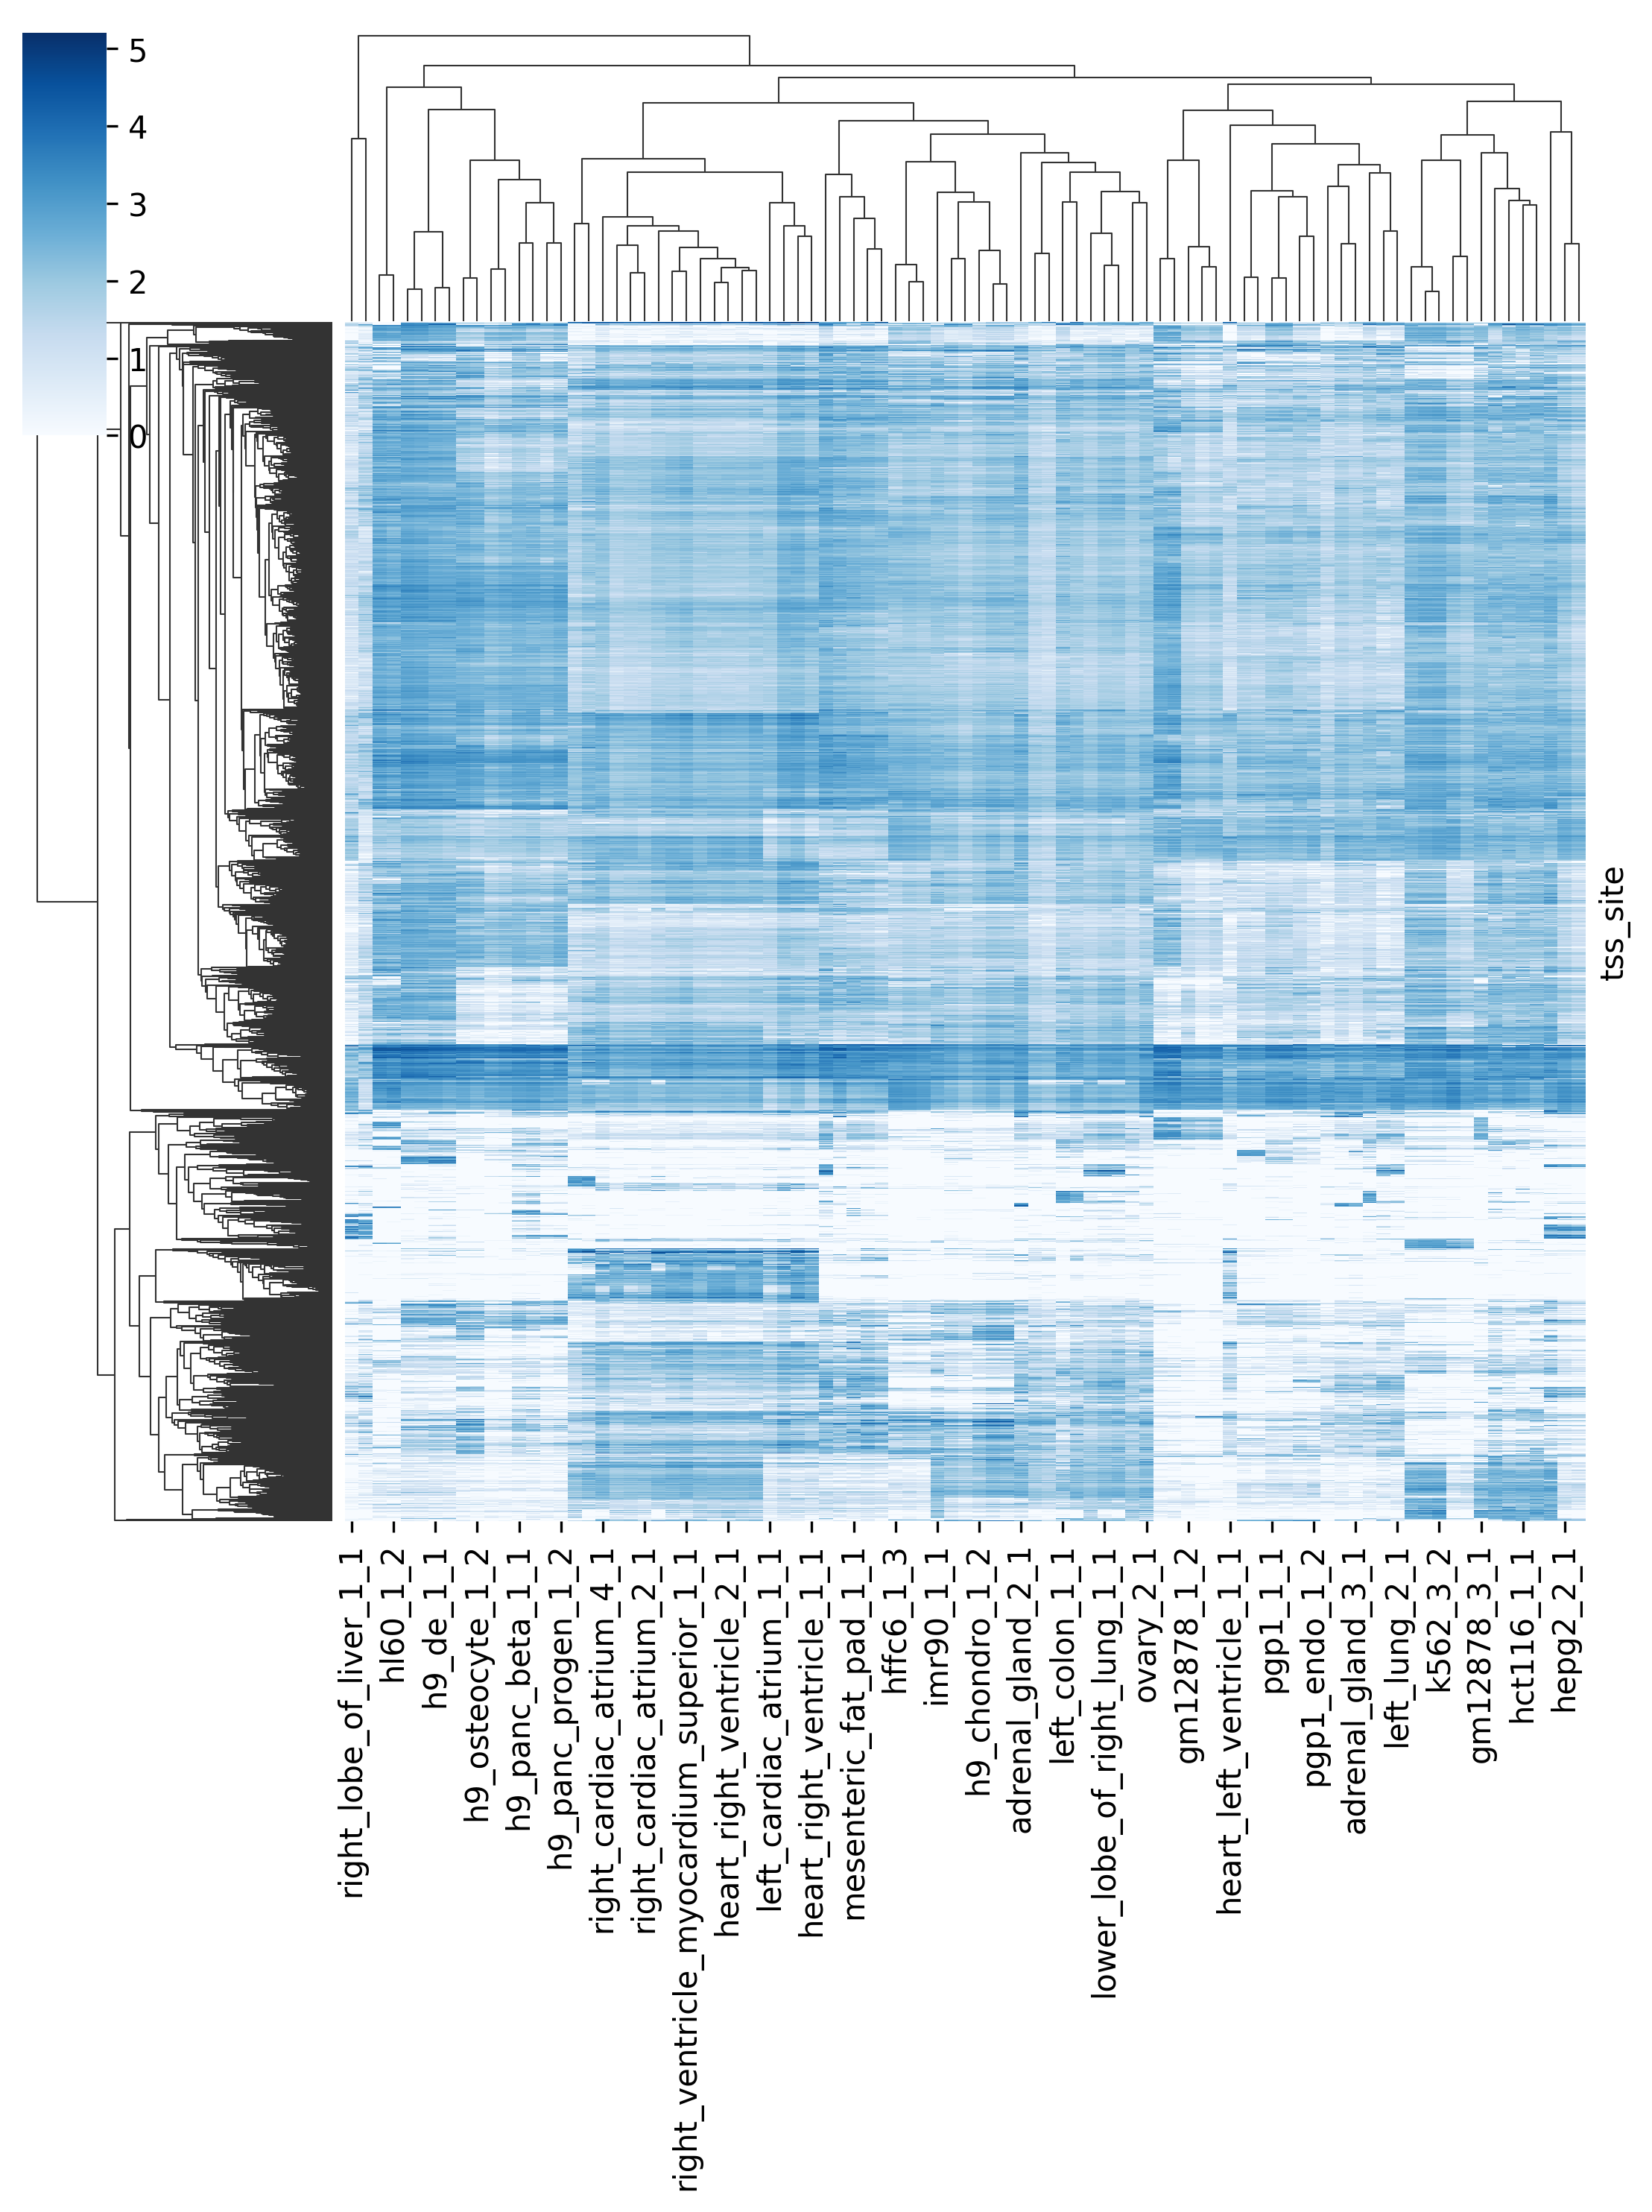 5
4
3
2
1
0
tss_site
right_lobe_of_liver_1_1
hl60_1_2
h9_de_1_1
h9_osteocyte_1_2
h9_panc_beta_1_1
h9_panc_progen_1_2
right_cardiac_atrium_4_1
right_cardiac_atrium_2_1
right_ventricle_myocardium_superior_1_1
heart_right_ventricle_2_1
left_cardiac_atrium_1_1
heart_right_ventricle_1_1
mesenteric_fat_pad_1_1
hffc6_1_3
imr90_1_1
h9_chondro_1_2
adrenal_gland_2_1
left_colon_1_1
lower_lobe_of_right_lung_1_1
ovary_2_1
gm12878_1_2
heart_left_ventricle_1_1
pgp1_1_1
pgp1_endo_1_2
adrenal_gland_3_1
left_lung_2_1
k562_3_2
gm12878_3_1
hct116_1_1
hepg2_2_1